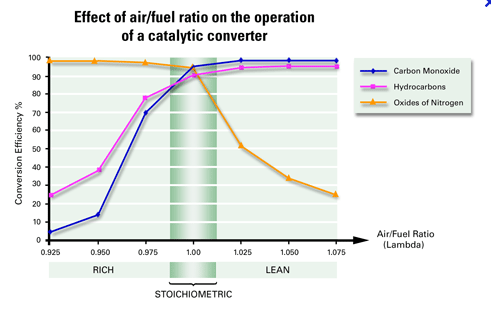 Effect of air/fuel ratio on the operation
of a catalytic converter
Conversion Efficiency %
100
90
80
70
60
50
40
30
20
10
0
0.925 0.950 0.975 1.00 1.025 1.050 1.075
RICH LEAN
STOICHIOMETRIC
Air/Fuel Ratio
(Lambda)
Carbon Monoxide
Hydrocarbons
Oxides of Nitrogen